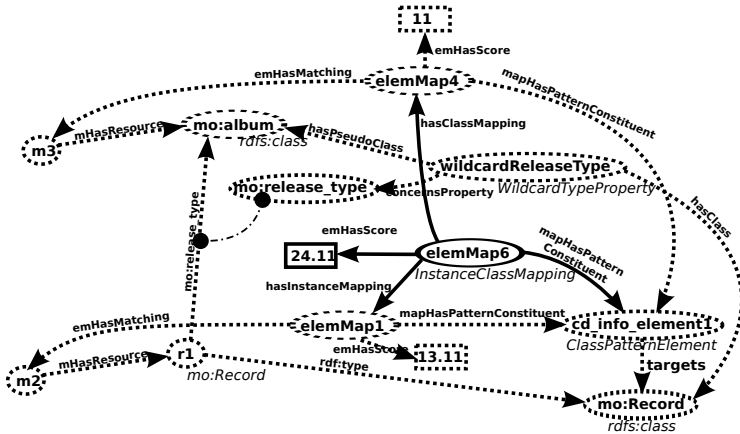 11
emHasScore
emHasMatching
elemMap4
mapHasPatternConstituent
mHasResource
mo:album
rdfs:class
hasPseudoClass
hasClassMapping
m3
wildcardReleaseType
WildcardTypeProperty
mo:release_type
concernsProperty
mo:release_type
hasClass
emHasScore
24.11
elemMap6
InstanceClassMapping
mapHasPattern
Constituent
hasInstanceMapping
emHasMatching
elemMap1
mapHasPatternConstituent
cd_info_element1
ClassPatternElement
emHasScore
13.11
mHasResource
r1
mo:Record
rdf:type
targets
m2
mo:Record
rdfs:class